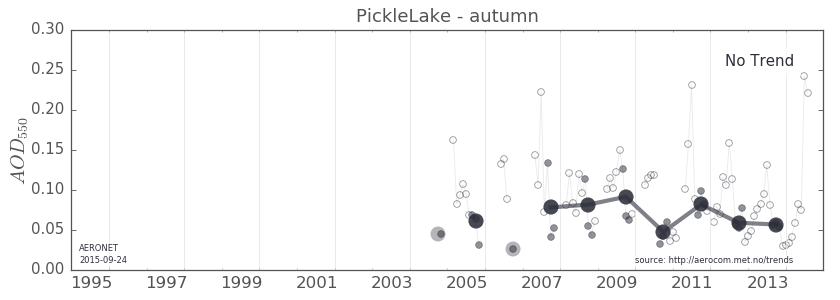 PickleLake - autumn
0.30
0.25
0.20
0.15
0.10
0.05
0.00
AOD550
No Trend
AERONET
2015-09-24
source: http://aerocom.met.no/trends
1995 1997 1999 2001 2003 2005 2007 2009 2011 2013